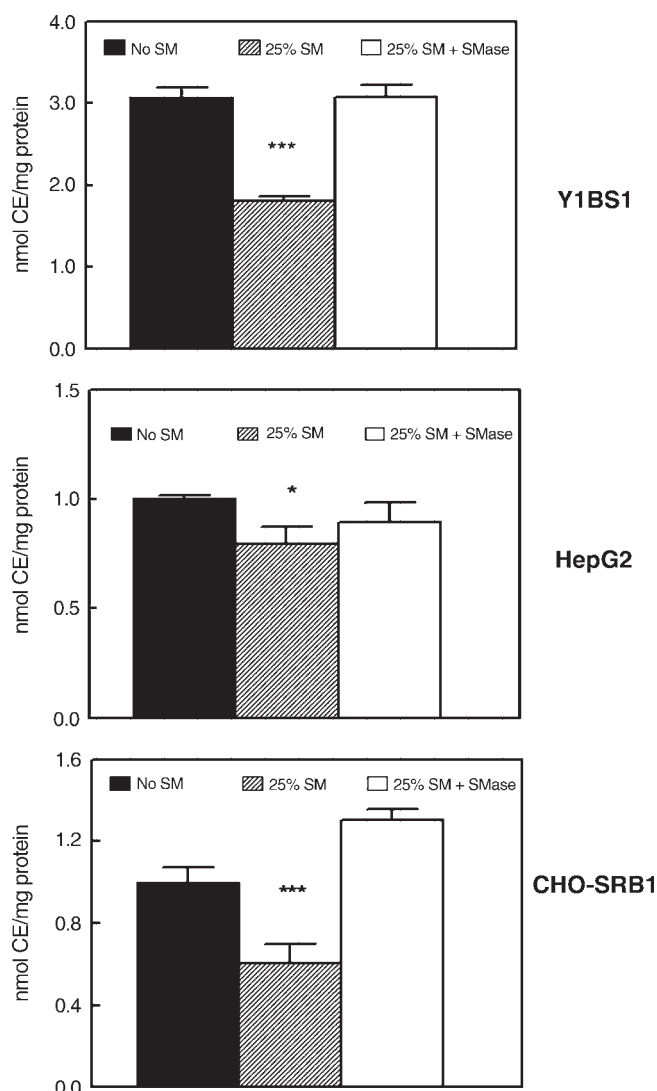 4.0
No SM 25% SM 25% SM + SMase
3.0
***
2.0
1.0
0.0
nmol CE/mg protein
Y1BS1
1.5
No SM 25% SM 25% SM + SMase
1.0
*
0.5
0.0
nmol CE/mg protein
HepG2
1.6
No SM 25% SM 25% SM + SMase
1.2
***
0.8
0.4
0.0
nmol CE/mg protein
CHO-SRB1